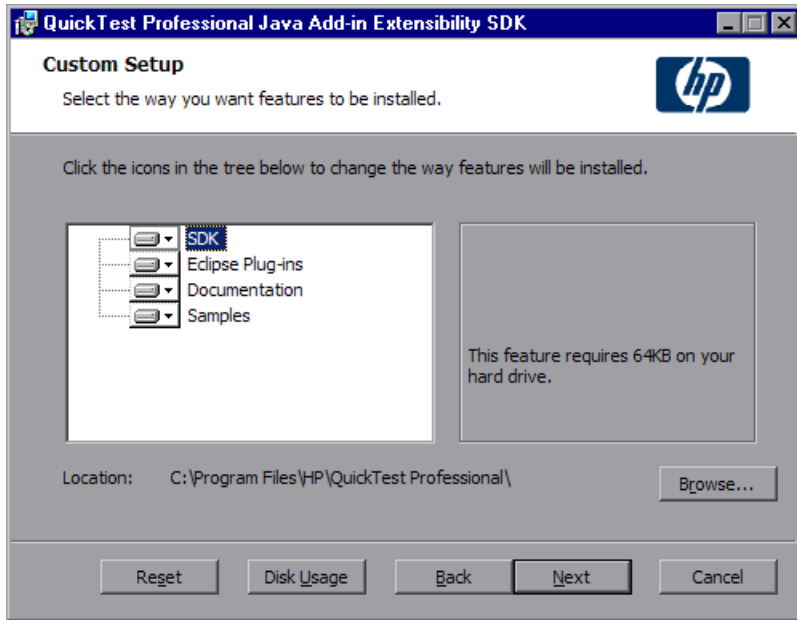 QuickTest Professional Java Add-in Extensibility SDK
Custom Setup
Select the way you want features to be installed.
hp
Click the icons in the tree below to change the way features will be installed.
SDK
Eclipse Plug-ins
Documentation
Samples
This feature requires 64KB on your
hard drive.
Location: C:\Program Files\HP\QuickTest Professional\
Browse...
Reset Disk Usage Back Next Cancel